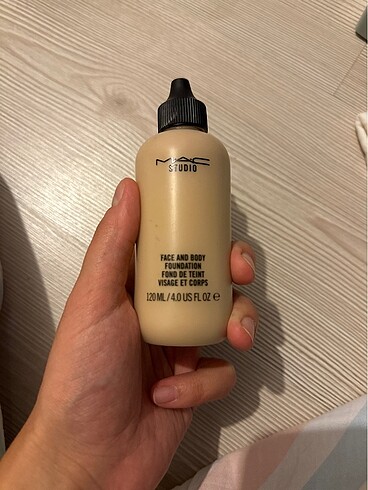 MAC
STUDIO
FACE AND BODY
FOUNDATION
FOND DE TEINT
VISAGE ET CORPS
120 ML / 4.0 US FL OZ ℮